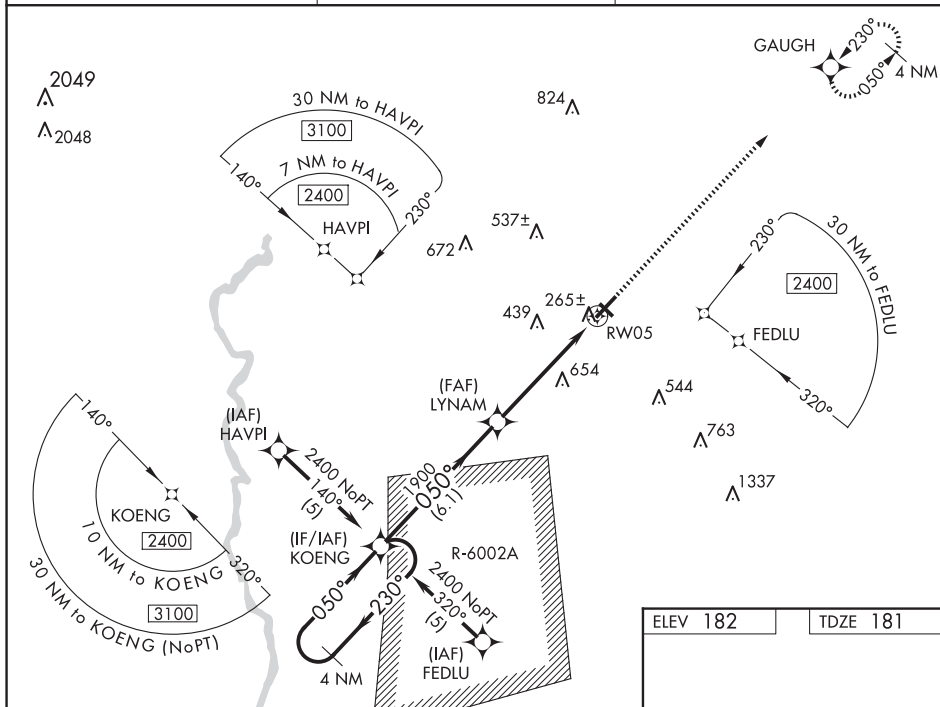 GAUGH
230°
050°
4 NM
2049
2048
30 NM to HAVPI
3100
7 NM to HAVPI
2400
140°
230°
HAVPI
824
537±
672
230°
30 NM to FEDLU
2400
FEDLU
320°
439
265±
RW05
654
544
763
1337
(FAF)
LYNAM
(IAF)
HAVPI
2400 NoPT
140°
(5)
1900
050°
(6.1)
140°
KOENG
2400
10 NM to KOENG
3100
30 NM to KOENG (NoPT)
320°
(IF/IAF)
KOENG
R-6002A
050°
230°
4 NM
2400 NoPT
320°
(5)
(IAF)
FEDLU
ELEV 182
TDZE 181